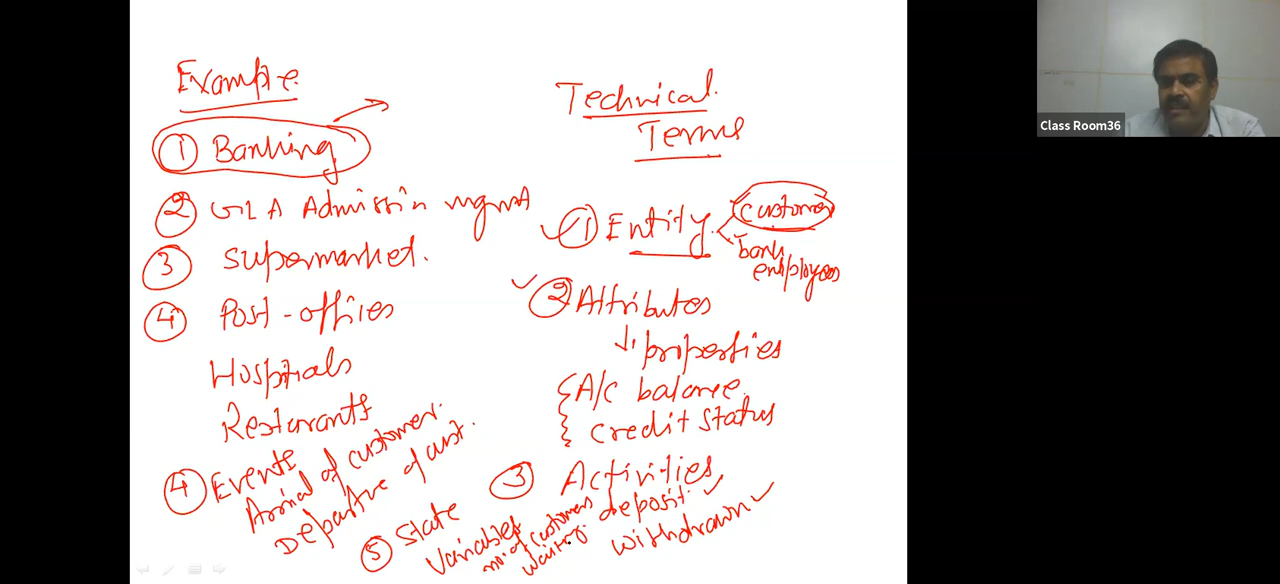 Example
① Banking
② GLA Admission mgmt
③ Supermarket.
④ Post-offices
Hospitals
Restaurants
Technical
Terms
① Entity
Customer
bank
employees
② Attributes
properties
A/C balance
Credit status
③ Activities
deposit
withdrawn
④ Events
Arrival of customer.
Departure of cust.
⑤ State
Variables
no. of customers
waiting.
Class Room36